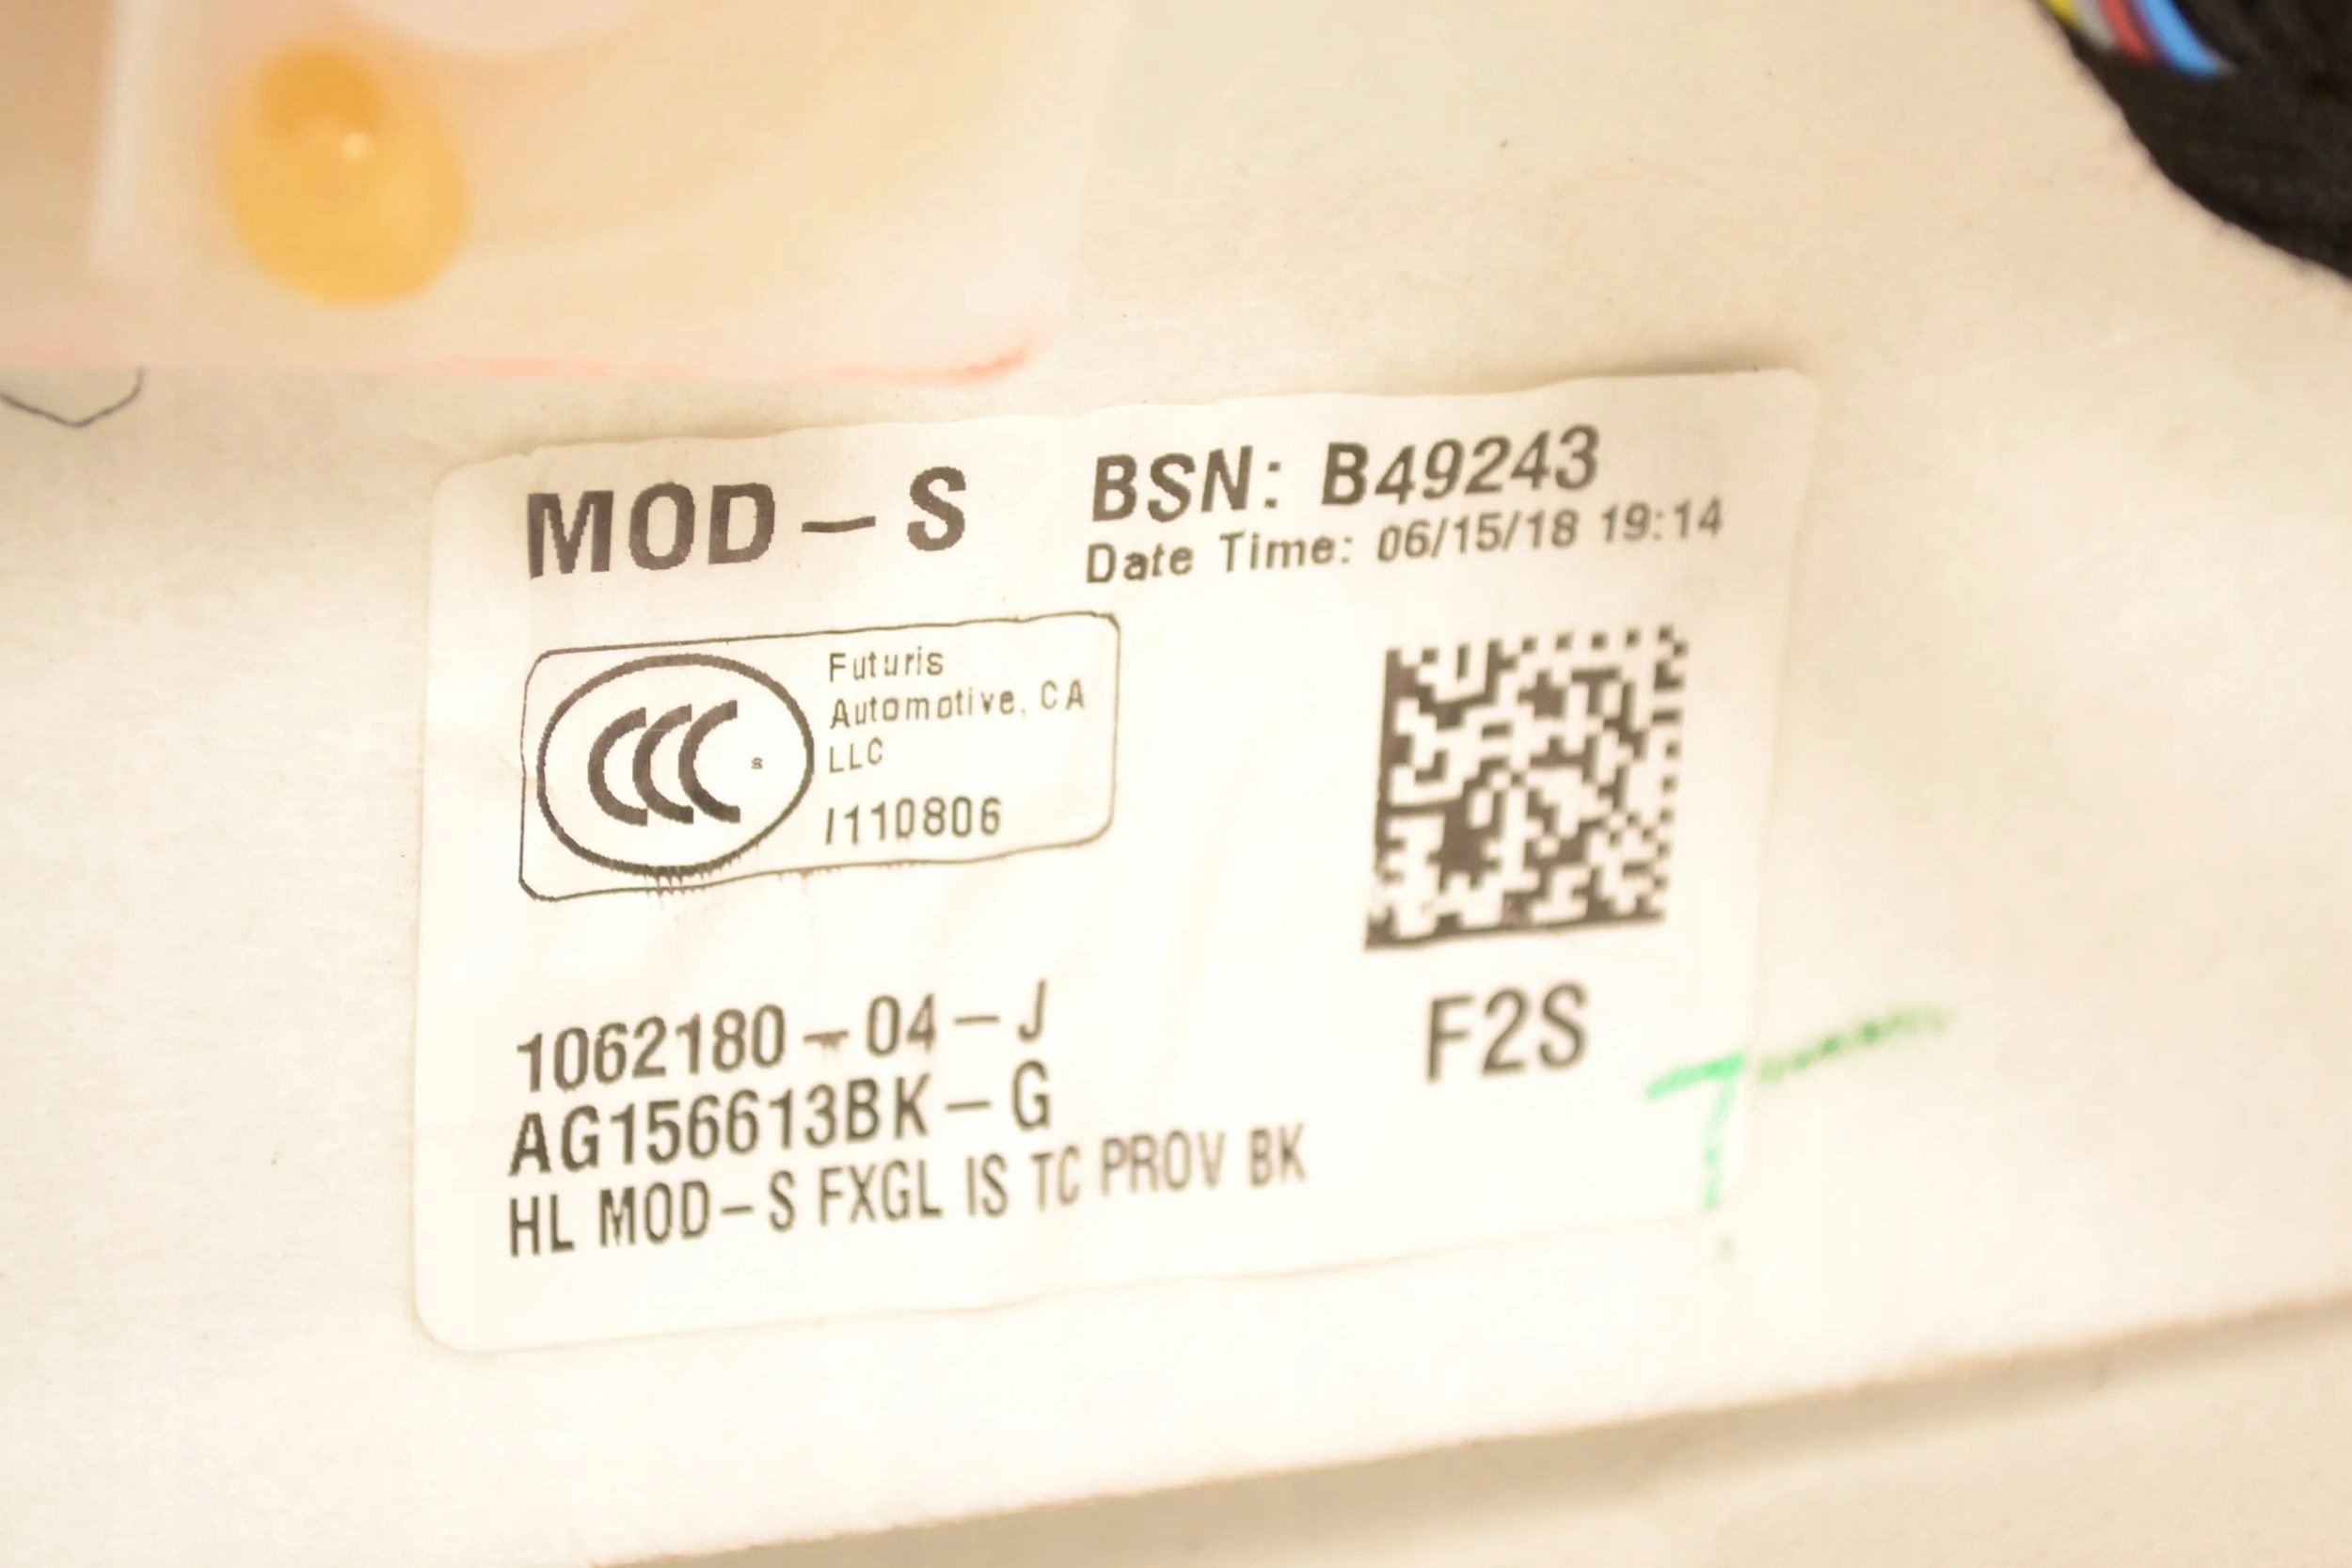 MOD-S
BSN: B49243
Date Time: 06/15/18 19:14
CCC S
Futuris
Automotive, CA
LLC
I110806
1062180-04-J
AG156613BK-G
HL MOD-S FXGL IS TC PROV BK
F2S